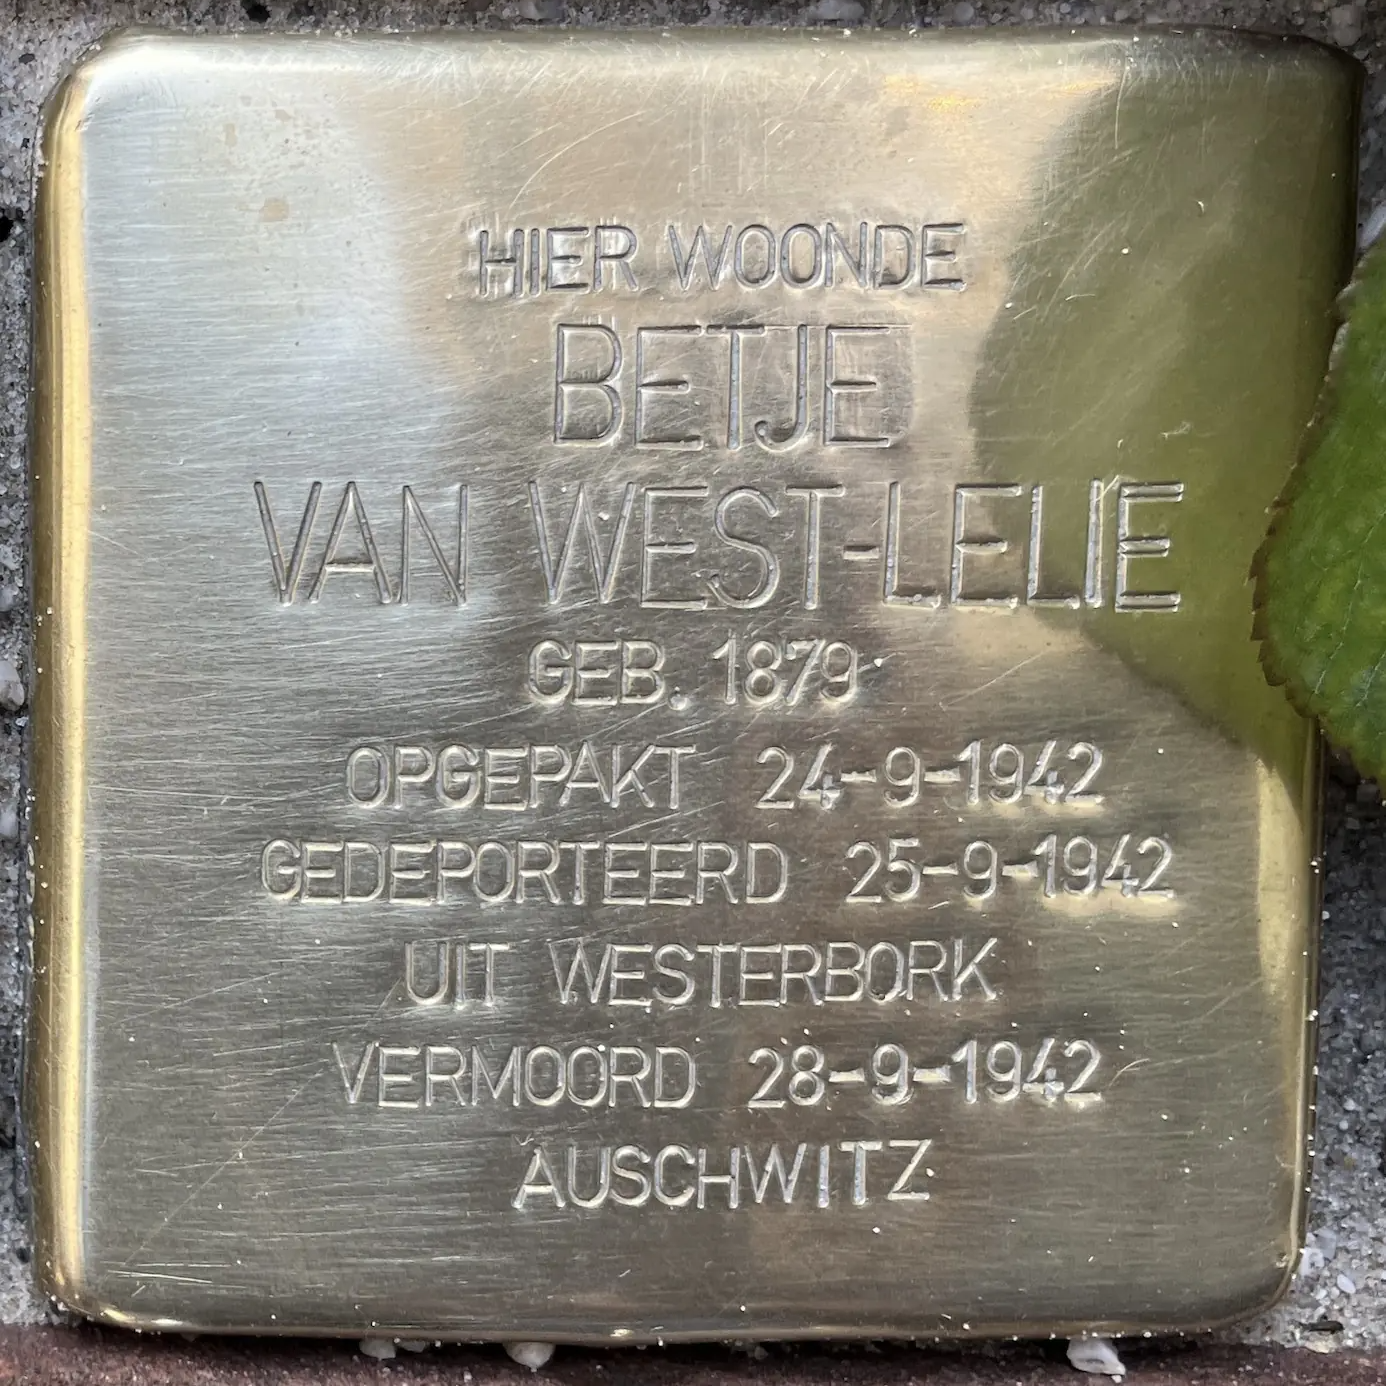 HIER WOONDE
BETJE
VAN WEST-LELIE
GEB. 1879
OPGEPAKT 24-9-1942
GEDEPORTEERD 25-9-1942
UIT WESTERBORK
VERMOORD 28-9-1942
AUSCHWITZ